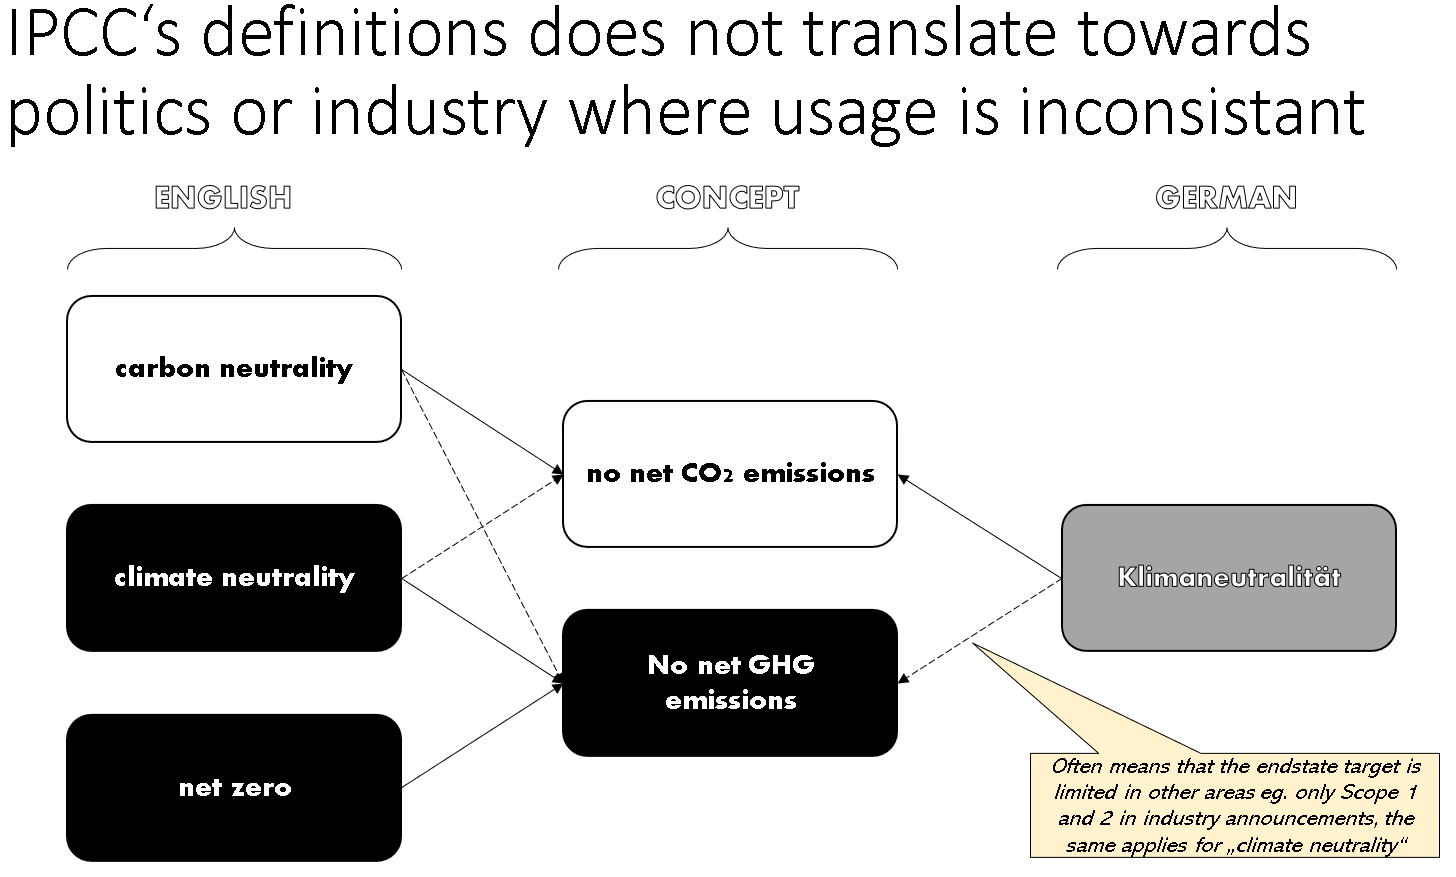 IPCC‘s definitions does not translate towards
politics or industry where usage is inconsistant
ENGLISH
CONCEPT
GERMAN
carbon neutrality
no net CO₂ emissions
climate neutrality
Klimaneutralität
No net GHG
emissions
net zero
Often means that the endstate target is
limited in other areas eg. only Scope 1
and 2 in industry announcements, the
same applies for „climate neutrality“